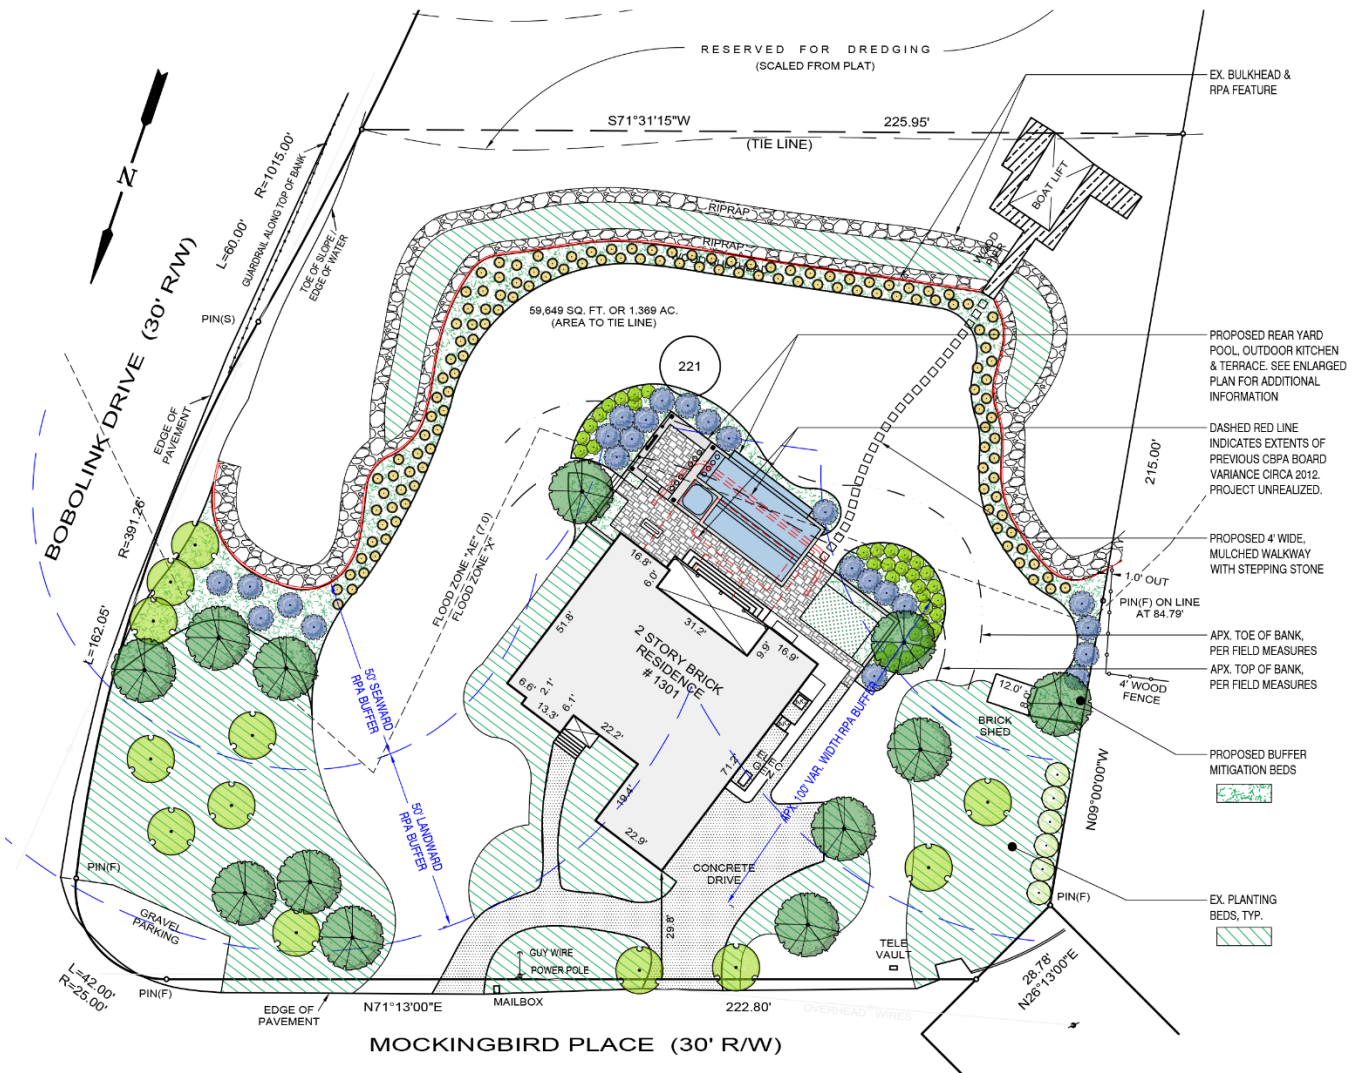 RESERVED FOR DREDGING
(SCALED FROM PLAT)
EX. BULKHEAD &
RPA FEATURE
S71°31'15"W
225.95'
(TIE LINE)
BOAT LIFT
WOOD
PIER
N
R=1015.00'
L=60.00'
GUARDRAIL ALONG TOP OF BANK
TOE OF SLOPE /
EDGE OF WATER
RIPRAP
RIPRAP
PIN(S)
59,649 SQ. FT. OR 1.369 AC.
(AREA TO TIE LINE)
221
PROPOSED REAR YARD
POOL, OUTDOOR KITCHEN
& TERRACE. SEE ENLARGED
PLAN FOR ADDITIONAL
INFORMATION
BOBOLINK DRIVE (30' R/W)
EDGE OF
PAVEMENT
DASHED RED LINE
INDICATES EXTENTS OF
PREVIOUS CBPA BOARD
VARIANCE CIRCA 2012.
PROJECT UNREALIZED.
215.00'
R=391.26'
L=162.05'
FLOOD ZONE "AE" (7.0)
FLOOD ZONE "X"
PROPOSED 4' WIDE,
MULCHED WALKWAY
WITH STEPPING STONE
1.0' OUT
PIN(F) ON LINE
AT 84.79'
16.8'
6.0'
51.8'
31.2'
9.9'
16.9'
2 STORY BRICK
RESIDENCE
# 1301
APX. TOE OF BANK,
PER FIELD MEASURES
APX. TOP OF BANK,
PER FIELD MEASURES
4' WOOD
FENCE
12.0'
BRICK
SHED
6.6'
2.1'
13.3'
6.1'
22.2'
19.4'
22.9'
71.2'
ELEC
GEN.
50' SEAWARD
RPA BUFFER
50' LANDWARD
RPA BUFFER
APX. 100' VAR. WIDTH RPA BUFFER
PROPOSED BUFFER
MITIGATION BEDS
N09°00'00"W
CONCRETE
DRIVE
29.8'
PIN(F)
GRAVEL
PARKING
EX. PLANTING
BEDS, TYP.
PIN(F)
TELE
VAULT
GUY WIRE
POWER POLE
MAILBOX
L=42.00'
R=25.00'
PIN(F)
EDGE OF
PAVEMENT
N71°13'00"E
222.80'
OVERHEAD WIRES
28.78'
N26°13'00"E
MOCKINGBIRD PLACE (30' R/W)